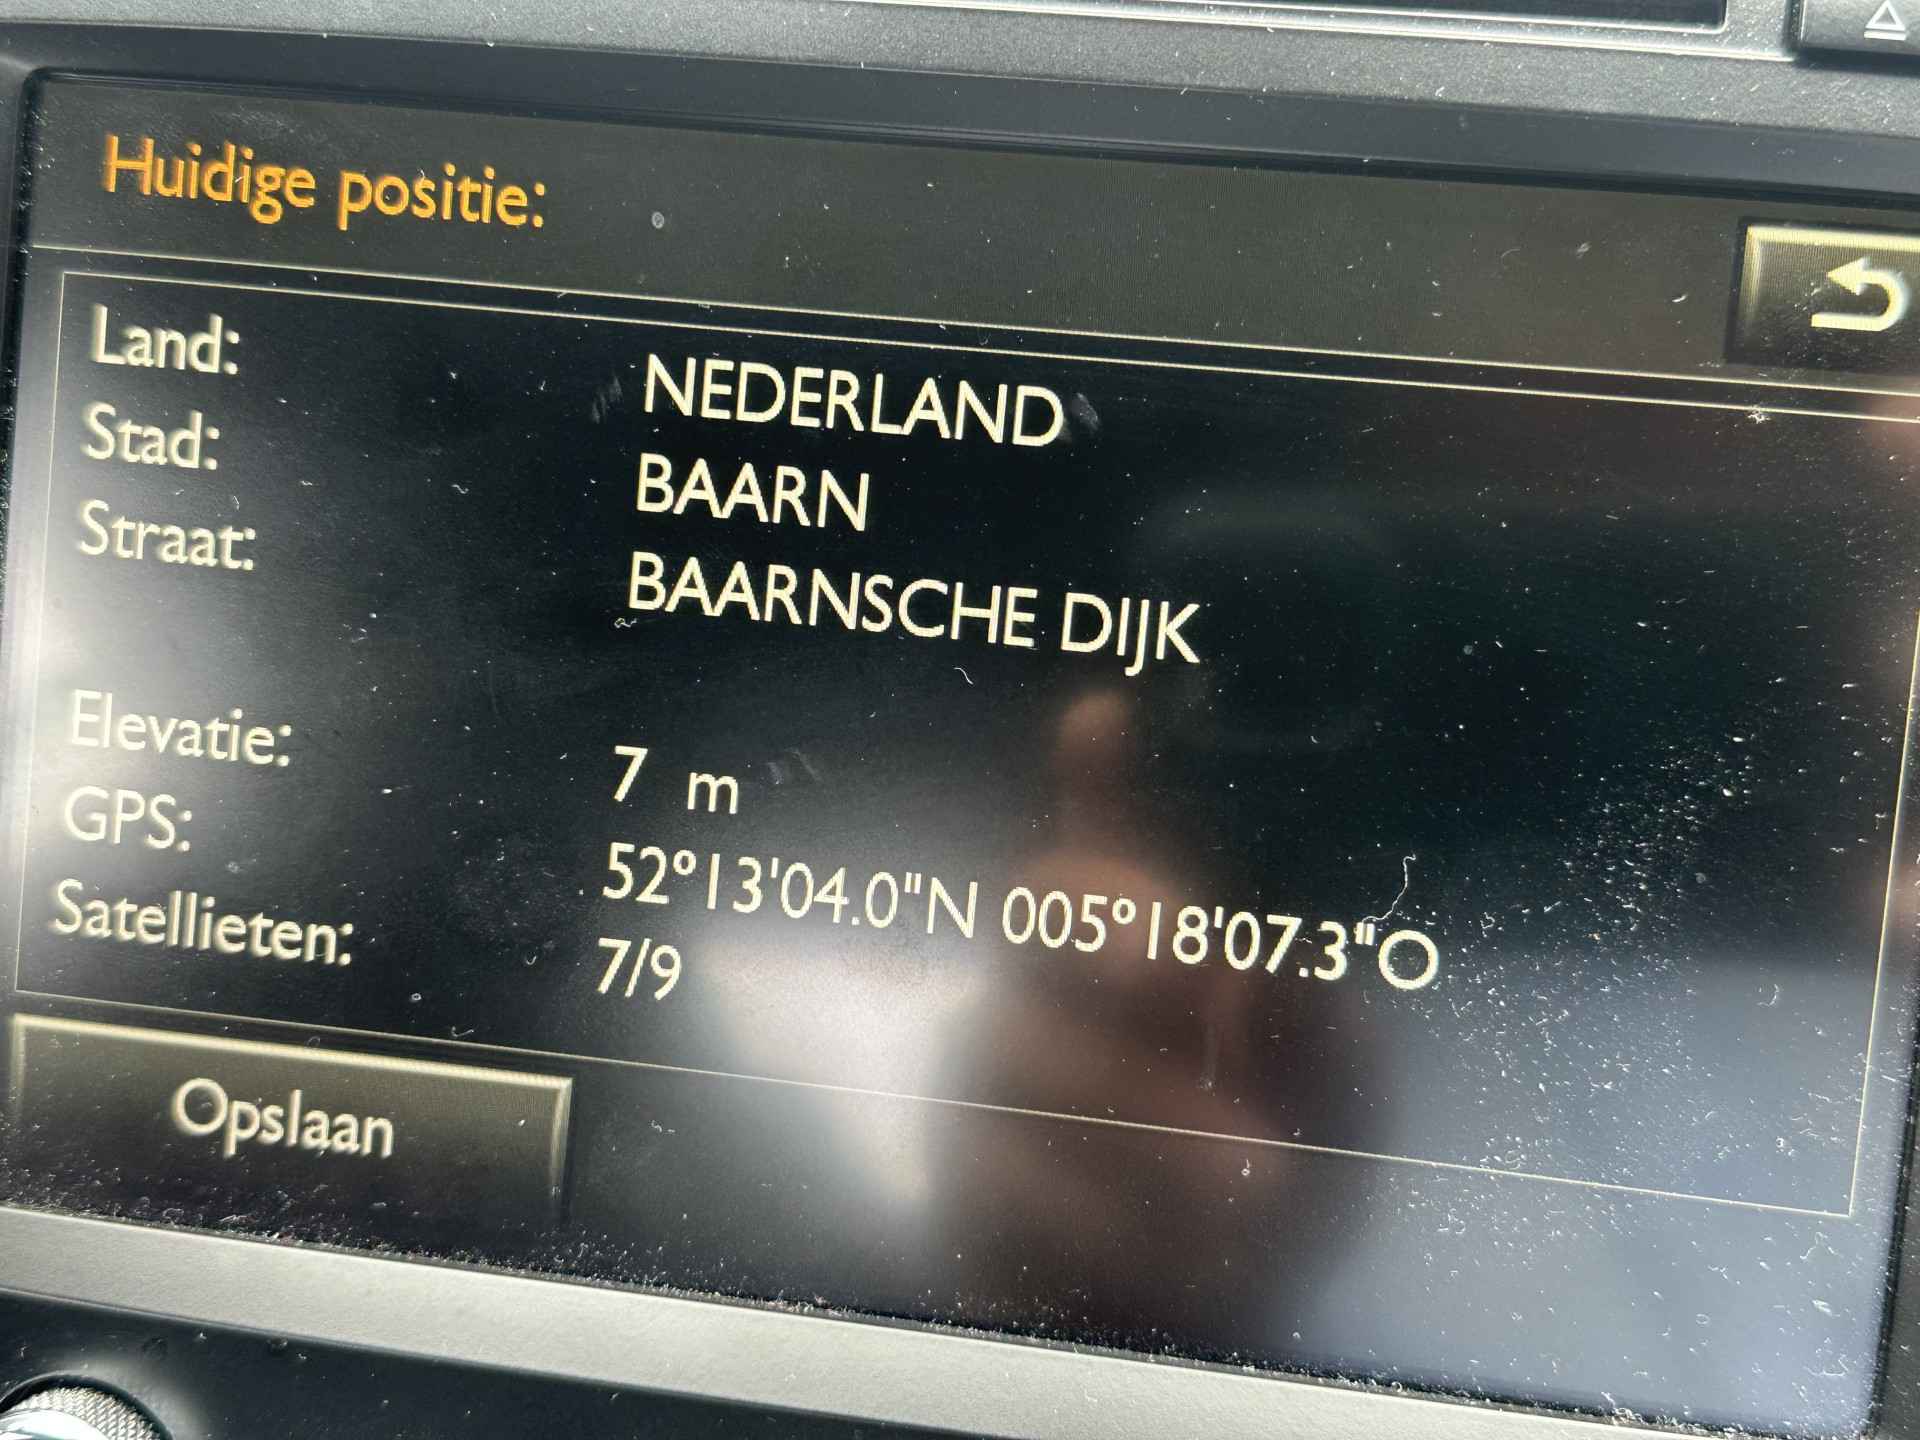 Huidige positie:
Land: NEDERLAND
Stad: BAARN
Straat: BAARNSCHE DIJK
Elevatie: 7 m
GPS: 52°13'04.0"N 005°18'07.3"O
Satellieten: 7/9
Opslaan